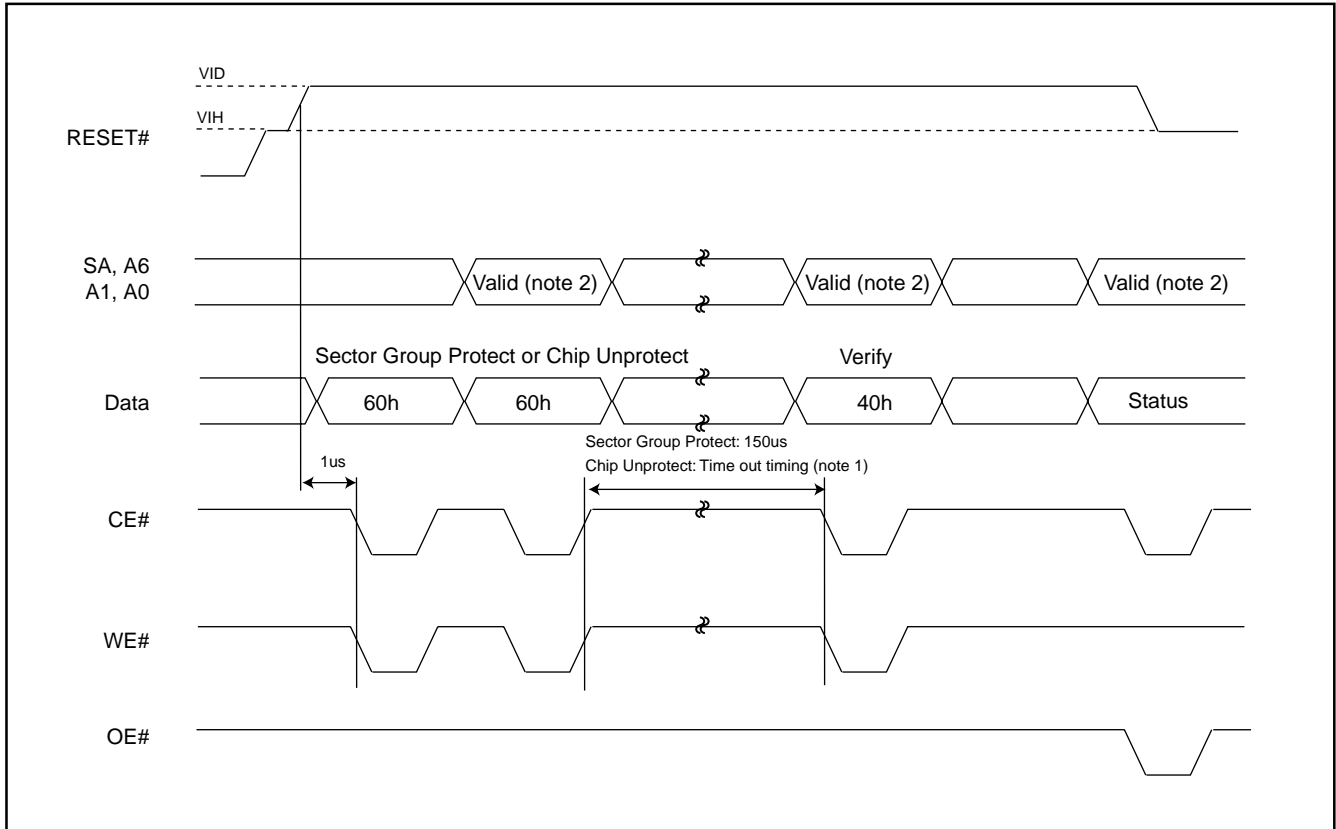 VID
VIH
RESET#
SA, A6
A1, A0
Valid (note 2)
Valid (note 2)
Valid (note 2)
Sector Group Protect or Chip Unprotect
Verify
Data
60h
60h
40h
Status
Sector Group Protect: 150us
Chip Unprotect: Time out timing (note 1)
1us
CE#
WE#
OE#